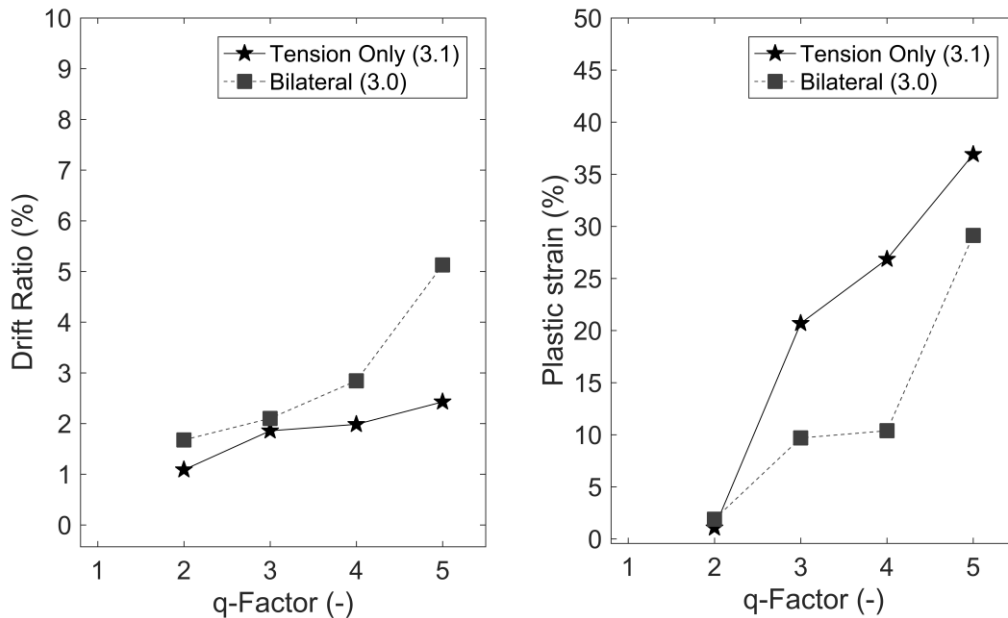 10
9
8
7
6
5
4
3
2
1
0
Drift Ratio (%)
Tension Only (3.1)
Bilateral (3.0)
1 2 3 4 5
q-Factor (-)
50
45
40
35
30
25
20
15
10
5
0
Plastic strain (%)
Tension Only (3.1)
Bilateral (3.0)
1 2 3 4 5
q-Factor (-)